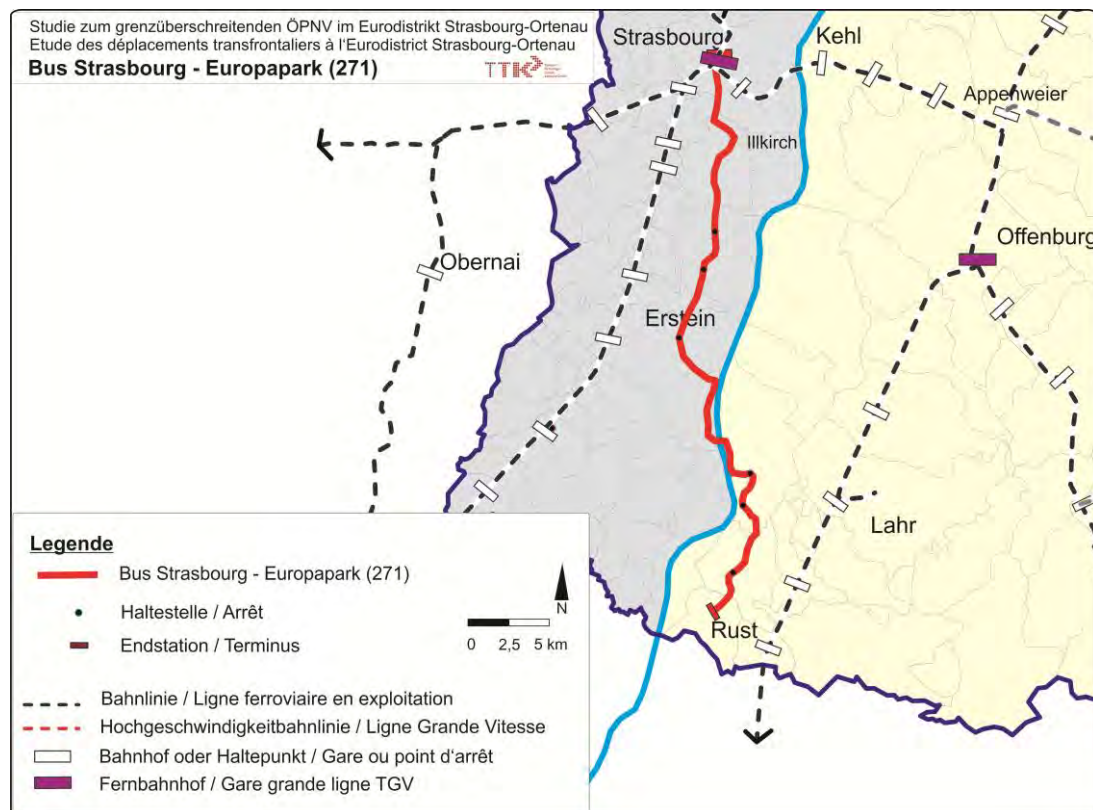 Studie zum grenzüberschreitenden ÖPNV im Eurodistrikt Strasbourg-Ortenau
Etude des déplacements transfrontaliers à l'Eurodistrict Strasbourg-Ortenau
Bus Strasbourg - Europapark (271)
TTK
Strasbourg
Kehl
Appenweier
Illkirch
Offenburg
Obernai
Erstein
Lahr
Rust
Legende
Bus Strasbourg - Europapark (271)
Haltestelle / Arrêt
Endstation / Terminus
N
0 2,5 5 km
Bahnlinie / Ligne ferroviaire en exploitation
Hochgeschwindigkeitbahnlinie / Ligne Grande Vitesse
Bahnhof oder Haltepunkt / Gare ou point d'arrêt
Fernbahnhof / Gare grande ligne TGV